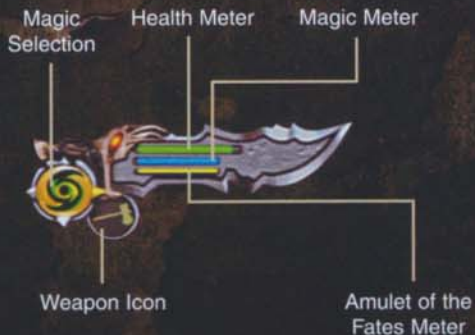 Magic
Selection
Health Meter
Magic Meter
Weapon Icon
Amulet of the
Fates Meter